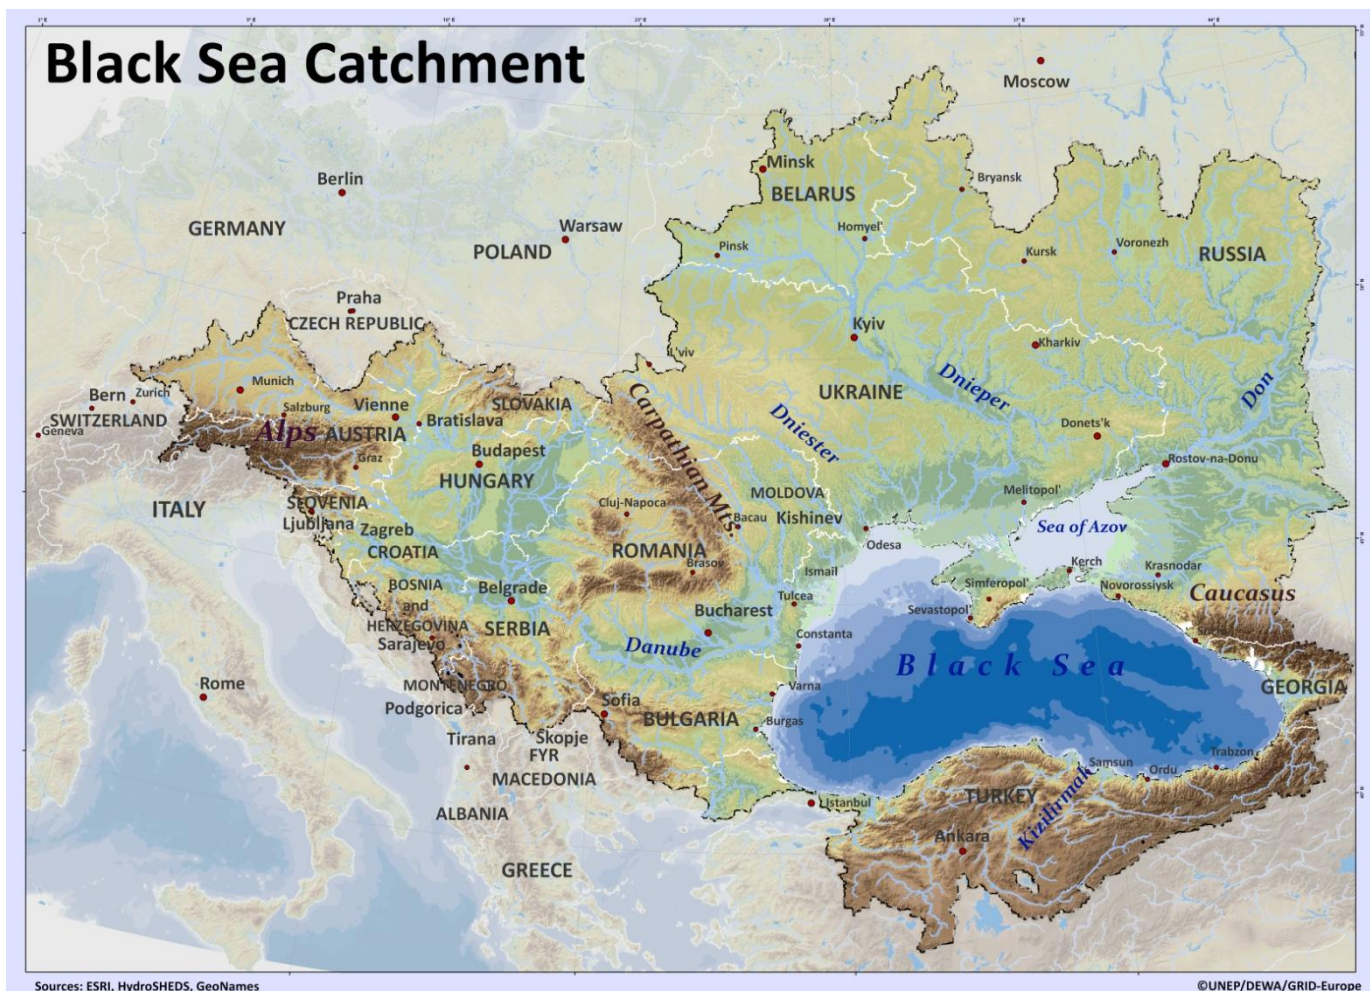 Black Sea Catchment
Moscow
Minsk
BELARUS
Bryansk
Berlin
GERMANY
Warsaw
POLAND
Homyel'
Pinsk
Kursk
Voronezh
RUSSIA
Praha
CZECH REPUBLIC
Kyiv
Kharkiv
L'viv
UKRAINE
Dnieper
Don
Dniester
Donets'k
Bern
Zurich
SWITZERLAND
Geneva
Munich
Salzburg
Alps
AUSTRIA
Vienne
Graz
Bratislava
SLOVAKIA
Carpathian Mts.
Budapest
HUNGARY
Rostov-na-Donu
Melitopol'
MOLDOVA
Kishinev
Sea of Azov
Odesa
ITALY
SLOVENIA
Ljubljana
Zagreb
CROATIA
Cluj-Napoca
Bacau
ROMANIA
Brasov
Ismail
Tulcea
Kerch
Krasnodar
Simferopol'
Novorossiysk
Sevastopol'
Caucasus
BOSNIA
and
HERZEGOVINA
Sarajevo
Belgrade
SERBIA
Bucharest
Danube
Constanta
Black Sea
GEORGIA
MONTENEGRO
Podgorica
Rome
Sofia
BULGARIA
Varna
Burgas
Tirana
Skopje
FYR
MACEDONIA
ALBANIA
GREECE
Istanbul
Samsun
Ordu
Trabzon
TURKEY
Kizilirmak
Ankara
Sources: ESRI, HydroSHEDS, GeoNames
©UNEP/DEWA/GRID-Europe